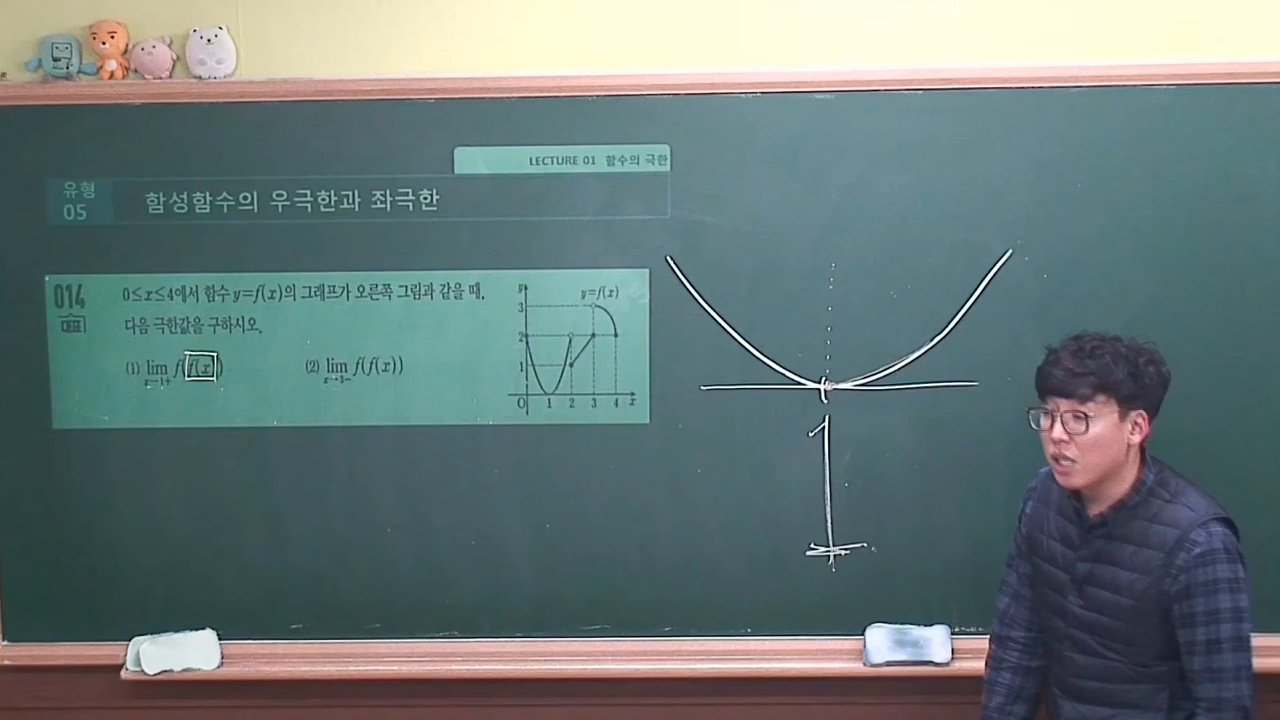 LECTURE 01 함수의 극한
유형
05
합성함수의 우극한과 좌극한
014
대표
0≤x≤4에서 함수 y=f(x)의 그래프가 오른쪽 그림과 같을 때,
다음 극한값을 구하시오.
(1) lim f(f(x))
x→1+
(2) lim f(f(x))
x→3-
y
y=f(x)
3
2
1
O 1 2 3 4 x
1